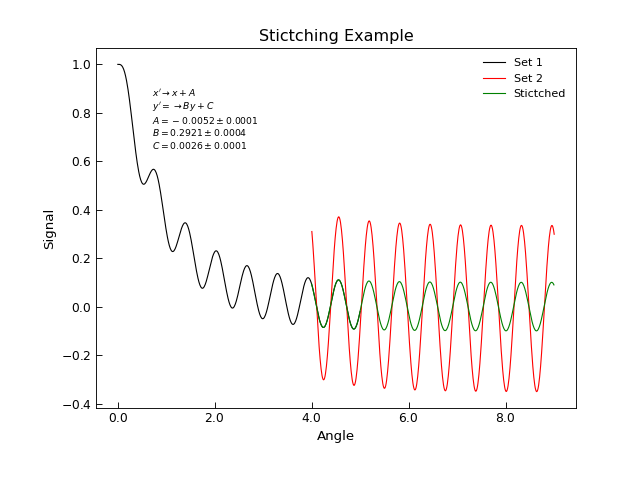 Stictching Example
Set 1
Set 2
Stictched
x′→x+A
y′=→By+C
A=−0.0052±0.0001
B=0.2921±0.0004
C=0.0026±0.0001
Signal
1.0
0.8
0.6
0.4
0.2
0.0
−0.2
−0.4
0.0 2.0 4.0 6.0 8.0
Angle